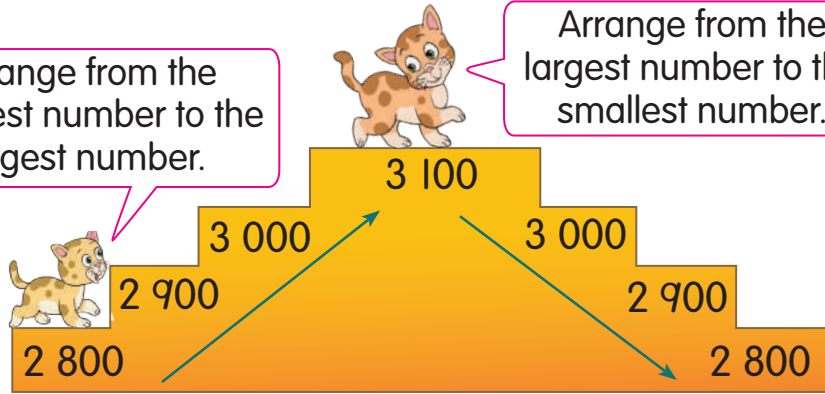 ange from the
est number to the
gest number.
Arrange from the
largest number to th
smallest number.
3 100
3 000
3 000
2 900
2 900
2 800
2 800